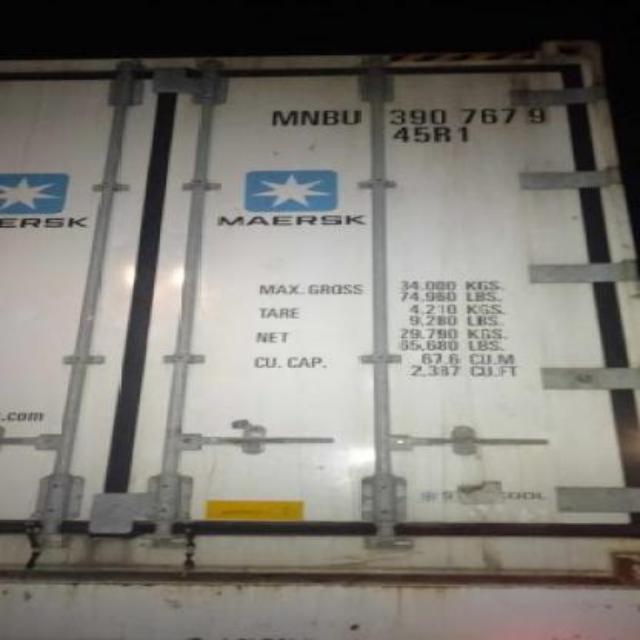 MNBU 390 767 9
45R1
ERSK
MAERSK
MAX. GROSS 34.000 KGS.
74.960 LBS.
TARE 4.210 KGS.
9.280 LBS.
NET 29.790 KGS.
65.680 LBS.
CU. CAP. 67.6 CU.M
2.387 CU.FT
.com